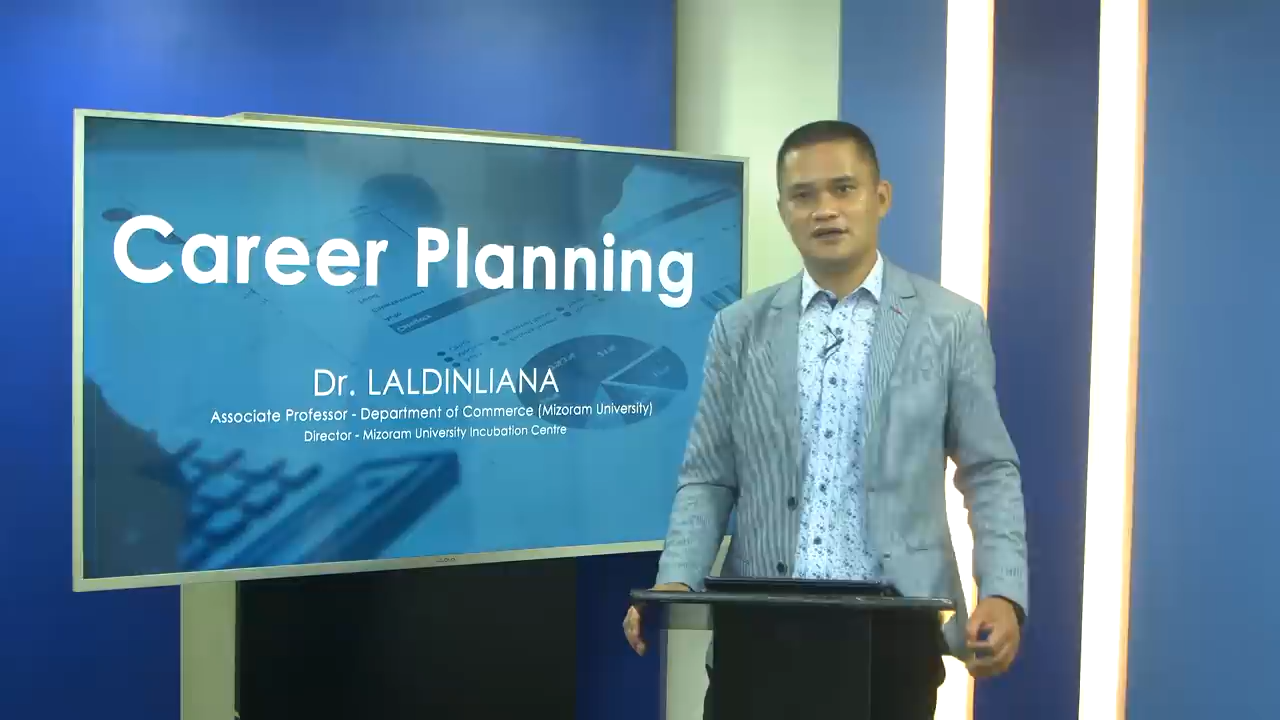 Career Planning
Dr. LALDINLIANA
Associate Professor - Department of Commerce (Mizoram University)
Director - Mizoram University Incubation Centre